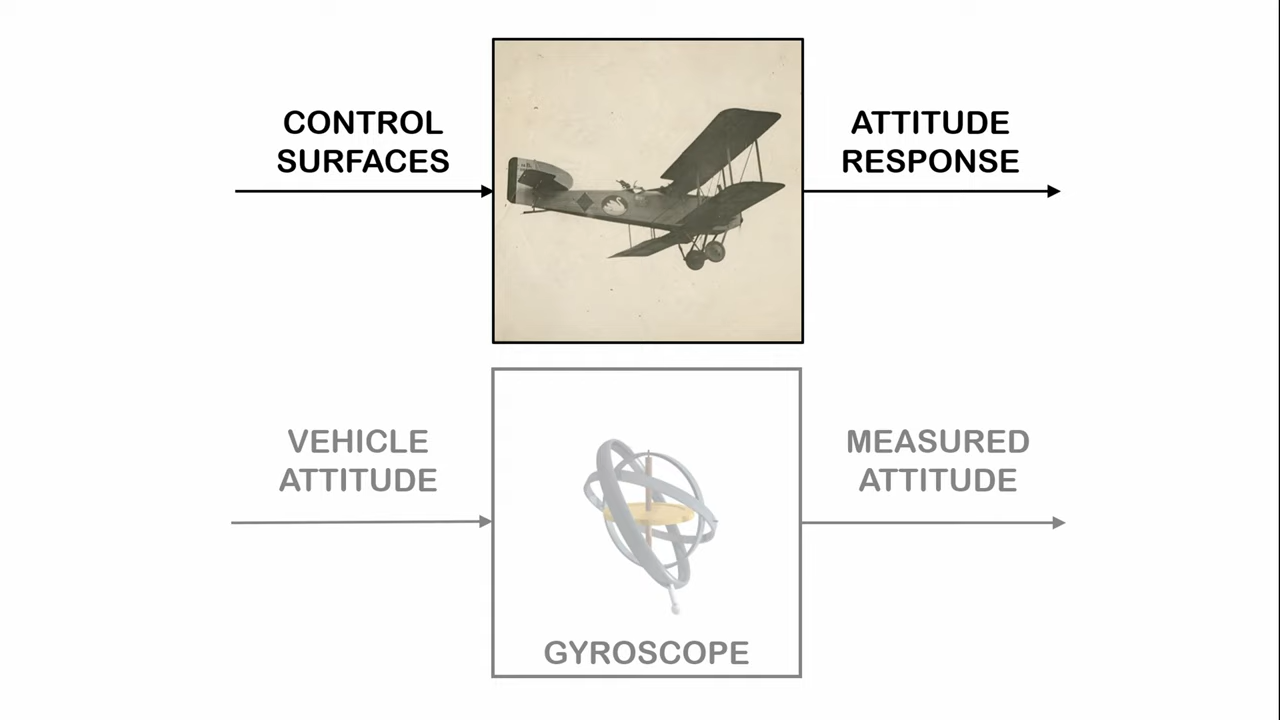 CONTROL
SURFACES
ATTITUDE
RESPONSE
VEHICLE
ATTITUDE
MEASURED
ATTITUDE
GYROSCOPE